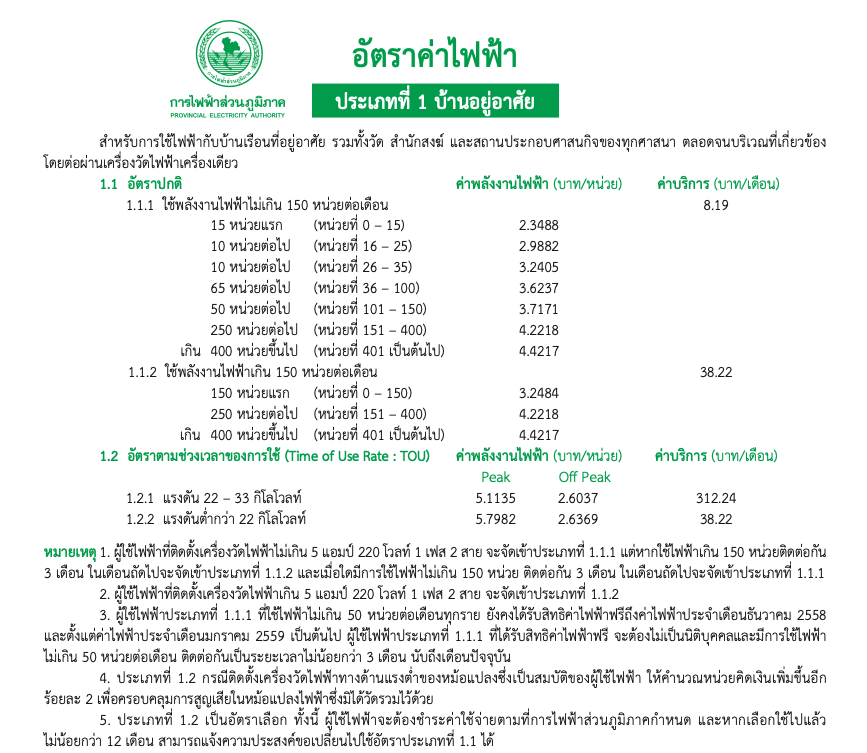 อัตราค่าไฟฟ้า
การไฟฟ้าส่วนภูมิภาค
PROVINCIAL ELECTRICITY AUTHORITY
ประเภทที่ 1 บ้านอยู่อาศัย
สำหรับการใช้ไฟฟ้ากับบ้านเรือนที่อยู่อาศัย รวมทั้งวัด สำนักสงฆ์ และสถานประกอบศาสนกิจของทุกศาสนา ตลอดจนบริเวณที่เกี่ยวข้อง
โดยต่อผ่านเครื่องวัดไฟฟ้าเครื่องเดียว
1.1 อัตราปกติ ค่าพลังงานไฟฟ้า (บาท/หน่วย) ค่าบริการ (บาท/เดือน)
1.1.1 ใช้พลังงานไฟฟ้าไม่เกิน 150 หน่วยต่อเดือน 8.19
15 หน่วยแรก (หน่วยที่ 0 – 15) 2.3488
10 หน่วยต่อไป (หน่วยที่ 16 – 25) 2.9882
10 หน่วยต่อไป (หน่วยที่ 26 – 35) 3.2405
65 หน่วยต่อไป (หน่วยที่ 36 – 100) 3.6237
50 หน่วยต่อไป (หน่วยที่ 101 – 150) 3.7171
250 หน่วยต่อไป (หน่วยที่ 151 – 400) 4.2218
เกิน 400 หน่วยขึ้นไป (หน่วยที่ 401 เป็นต้นไป) 4.4217
1.1.2 ใช้พลังงานไฟฟ้าเกิน 150 หน่วยต่อเดือน 38.22
150 หน่วยแรก (หน่วยที่ 0 – 150) 3.2484
250 หน่วยต่อไป (หน่วยที่ 151 – 400) 4.2218
เกิน 400 หน่วยขึ้นไป (หน่วยที่ 401 เป็นต้นไป) 4.4217
1.2 อัตราตามช่วงเวลาของการใช้ (Time of Use Rate : TOU) ค่าพลังงานไฟฟ้า (บาท/หน่วย) ค่าบริการ (บาท/เดือน)
Peak Off Peak
1.2.1 แรงดัน 22 – 33 กิโลโวลท์ 5.1135 2.6037 312.24
1.2.2 แรงดันต่ำกว่า 22 กิโลโวลท์ 5.7982 2.6369 38.22
หมายเหตุ 1. ผู้ใช้ไฟฟ้าที่ติดตั้งเครื่องวัดไฟฟ้าไม่เกิน 5 แอมป์ 220 โวลท์ 1 เฟส 2 สาย จะจัดเข้าประเภทที่ 1.1.1 แต่หากใช้ไฟฟ้าเกิน 150 หน่วยติดต่อกัน
3 เดือน ในเดือนถัดไปจะจัดเข้าประเภทที่ 1.1.2 และเมื่อใดมีการใช้ไฟฟ้าไม่เกิน 150 หน่วย ติดต่อกัน 3 เดือน ในเดือนถัดไปจะจัดเข้าประเภทที่ 1.1.1
2. ผู้ใช้ไฟฟ้าที่ติดตั้งเครื่องวัดไฟฟ้าเกิน 5 แอมป์ 220 โวลท์ 1 เฟส 2 สาย จะจัดเข้าประเภทที่ 1.1.2
3. ผู้ใช้ไฟฟ้าประเภทที่ 1.1.1 ที่ใช้ไฟฟ้าไม่เกิน 50 หน่วยต่อเดือนทุกราย ยังคงได้รับสิทธิค่าไฟฟ้าฟรีถึงค่าไฟฟ้าประจำเดือนธันวาคม 2558
และตั้งแต่ค่าไฟฟ้าประจำเดือนมกราคม 2559 เป็นต้นไป ผู้ใช้ไฟฟ้าประเภทที่ 1.1.1 ที่ได้รับสิทธิค่าไฟฟ้าฟรี จะต้องไม่เป็นนิติบุคคลและมีการใช้ไฟฟ้า
ไม่เกิน 50 หน่วยต่อเดือน ติดต่อกันเป็นระยะเวลาไม่น้อยกว่า 3 เดือน นับถึงเดือนปัจจุบัน
4. ประเภทที่ 1.2 กรณีติดตั้งเครื่องวัดไฟฟ้าทางด้านแรงต่ำของหม้อแปลงซึ่งเป็นสมบัติของผู้ใช้ไฟฟ้า ให้คำนวณหน่วยคิดเงินเพิ่มขึ้นอีก
ร้อยละ 2 เพื่อครอบคลุมการสูญเสียในหม้อแปลงไฟฟ้าซึ่งมิได้วัดรวมไว้ด้วย
5. ประเภทที่ 1.2 เป็นอัตราเลือก ทั้งนี้ ผู้ใช้ไฟฟ้าจะต้องชำระค่าใช้จ่ายตามที่การไฟฟ้าส่วนภูมิภาคกำหนด และหากเลือกใช้ไปแล้ว
ไม่น้อยกว่า 12 เดือน สามารถแจ้งความประสงค์ขอเปลี่ยนไปใช้อัตราประเภทที่ 1.1 ได้